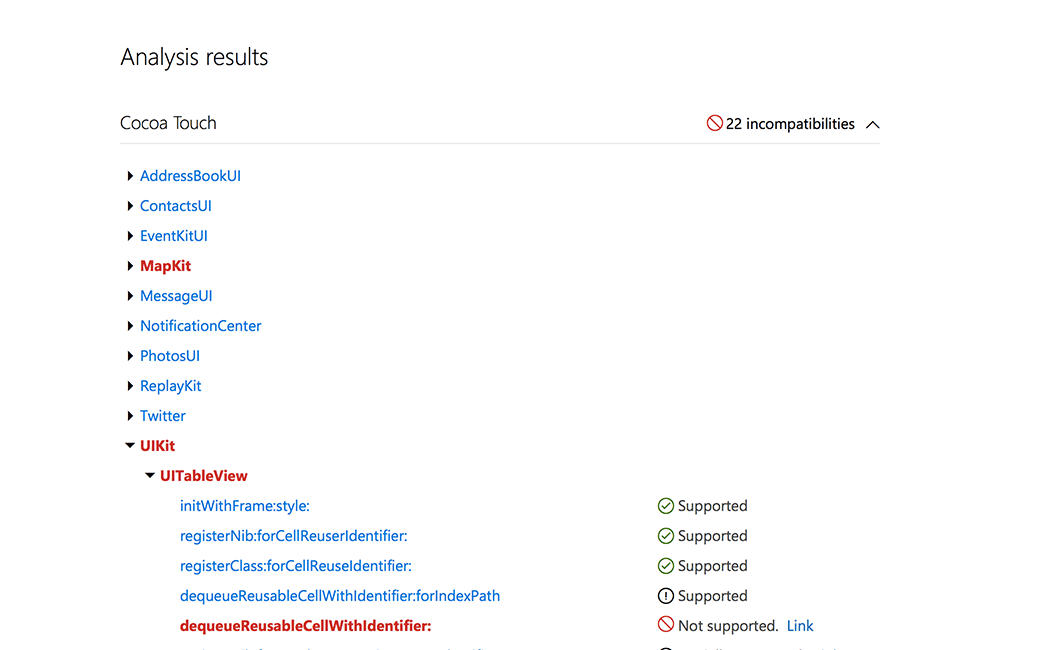 Analysis results
Cocoa Touch 22 incompatibilities
AddressBookUI
ContactsUI
EventKitUI
MapKit
MessageUI
NotificationCenter
PhotosUI
ReplayKit
Twitter
UIKit
UITableView
initWithFrame:style: Supported
registerNib:forCellReuserIdentifier: Supported
registerClass:forCellReuseIdentifier: Supported
dequeueReusableCellWithIdentifier:forIndexPath Supported
dequeueReusableCellWithIdentifier: Not supported. Link